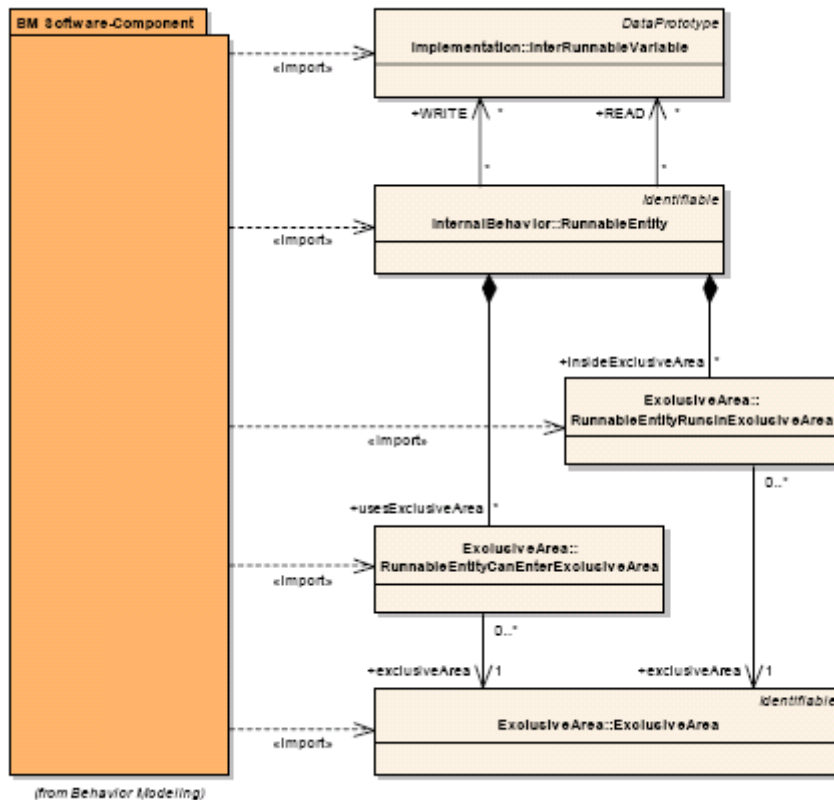 BM Software-Component
DataPrototype
Implementation::InterRunnableVariable
«Import»
+WRITE *
+READ *
*
*
Identifiable
InternalBehavior::RunnableEntity
«Import»
+insideExclusiveArea *
ExclusiveArea::
RunnableEntityRunsInExclusiveArea
«Import»
0..*
+usesExclusiveArea *
ExclusiveArea::
RunnableEntityCanEnterExclusiveArea
«Import»
0..*
+exclusiveArea 1
+exclusiveArea 1
Identifiable
ExclusiveArea::ExclusiveArea
«Import»
(from Behavior Modeling)